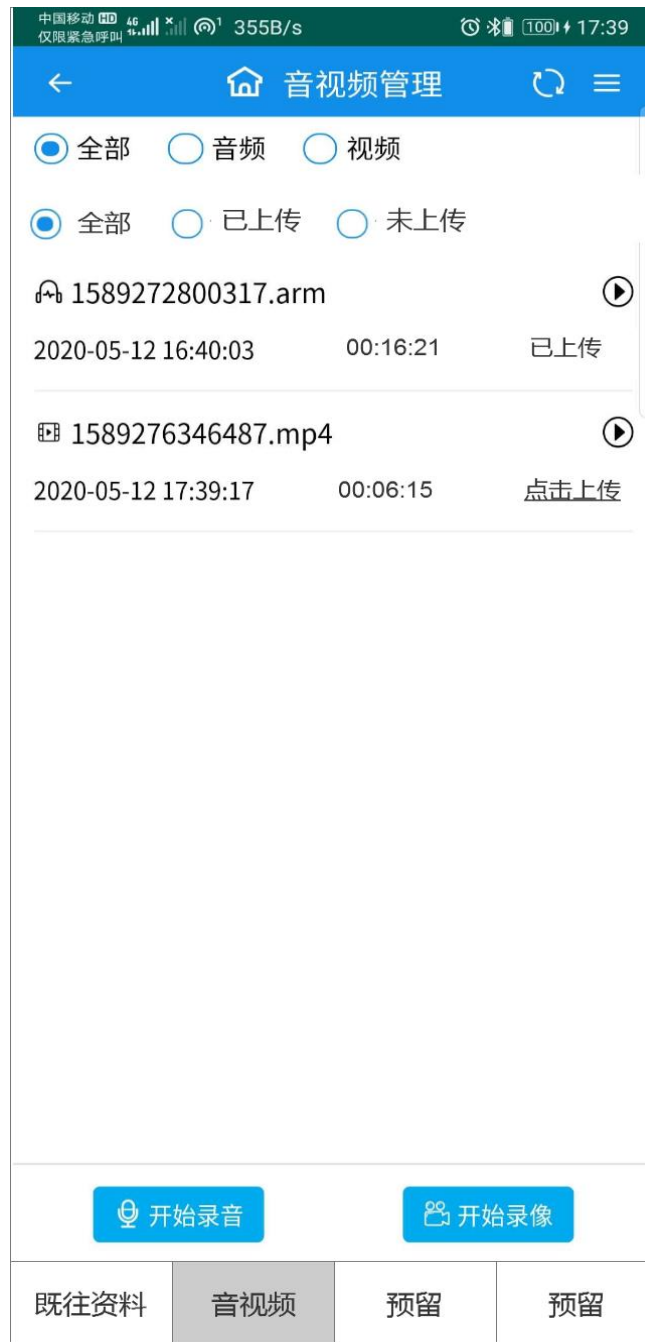 中国移动 HD 4G 1 355B/s 100 17:39
仅限紧急呼叫
音视频管理
全部 音频 视频
全部 已上传 未上传
1589272800317.arm
2020-05-12 16:40:03 00:16:21 已上传
1589276346487.mp4
2020-05-12 17:39:17 00:06:15 点击上传
开始录音 开始录像
既往资料 音视频 预留 预留